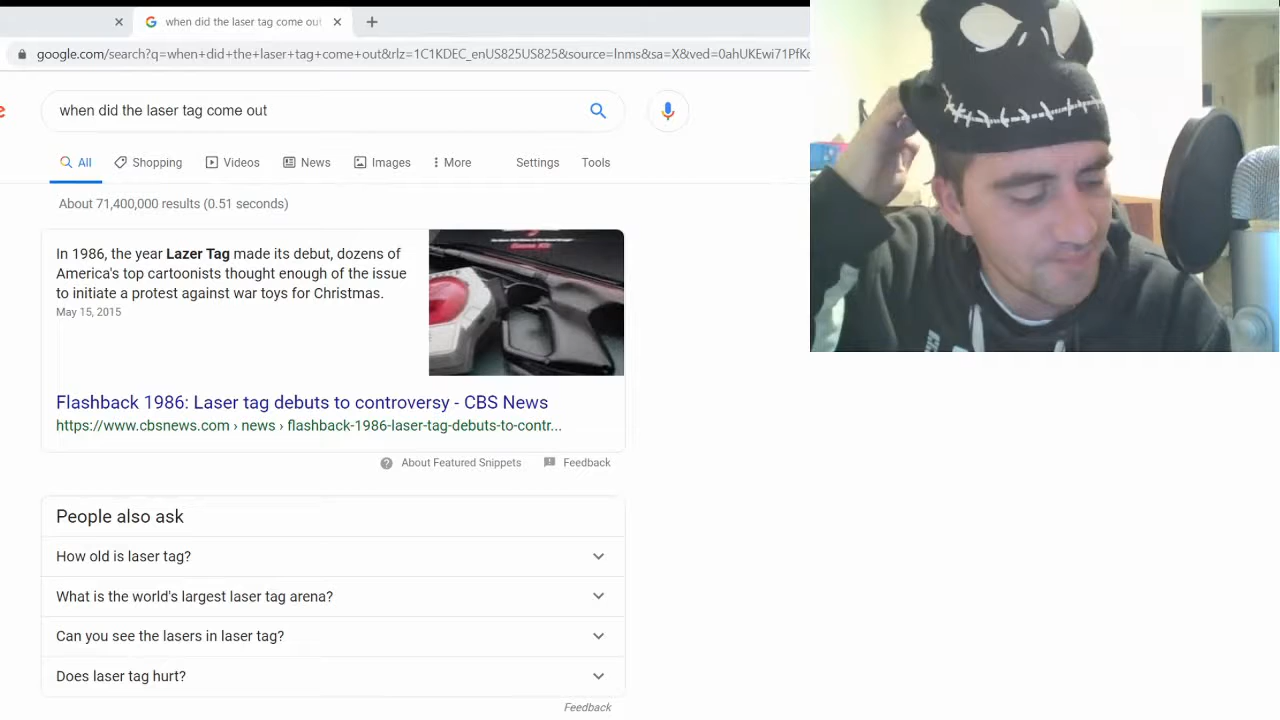 when did the laser tag come out
google.com/search?q=when+did+the+laser+tag+come+out&rlz=1C1KDEC_enUS825US825&source=lnms&sa=X&ved=0ahUKEwi71PfKc
e
when did the laser tag come out
All
Shopping
Videos
News
Images
More
Settings
Tools
About 71,400,000 results (0.51 seconds)
In 1986, the year Lazer Tag made its debut, dozens of
America's top cartoonists thought enough of the issue
to initiate a protest against war toys for Christmas.
May 15, 2015
Flashback 1986: Laser tag debuts to controversy - CBS News
https://www.cbsnews.com › news › flashback-1986-laser-tag-debuts-to-contr...
About Featured Snippets
Feedback
People also ask
How old is laser tag?
What is the world's largest laser tag arena?
Can you see the lasers in laser tag?
Does laser tag hurt?
Feedback